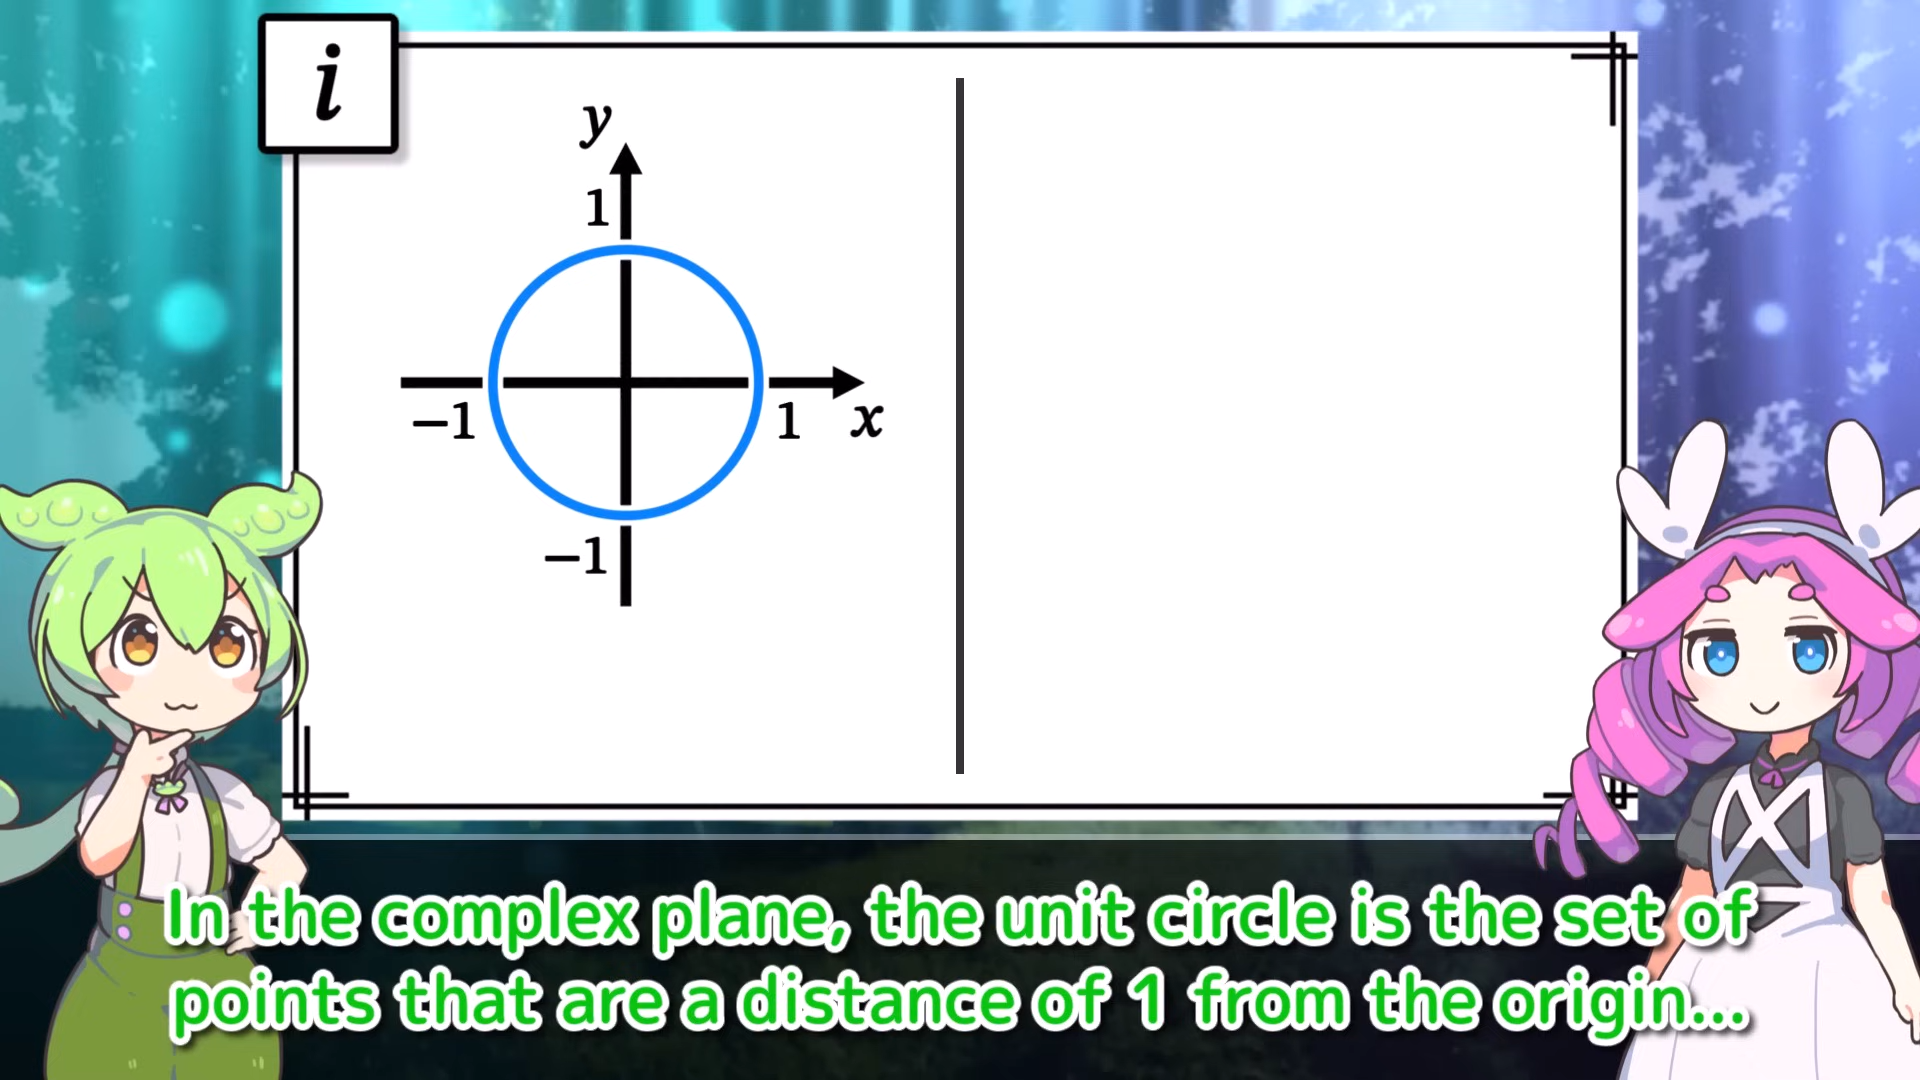 i
y
1
−1
1
x
−1
In the complex plane, the unit circle is the set of
points that are a distance of 1 from the origin...